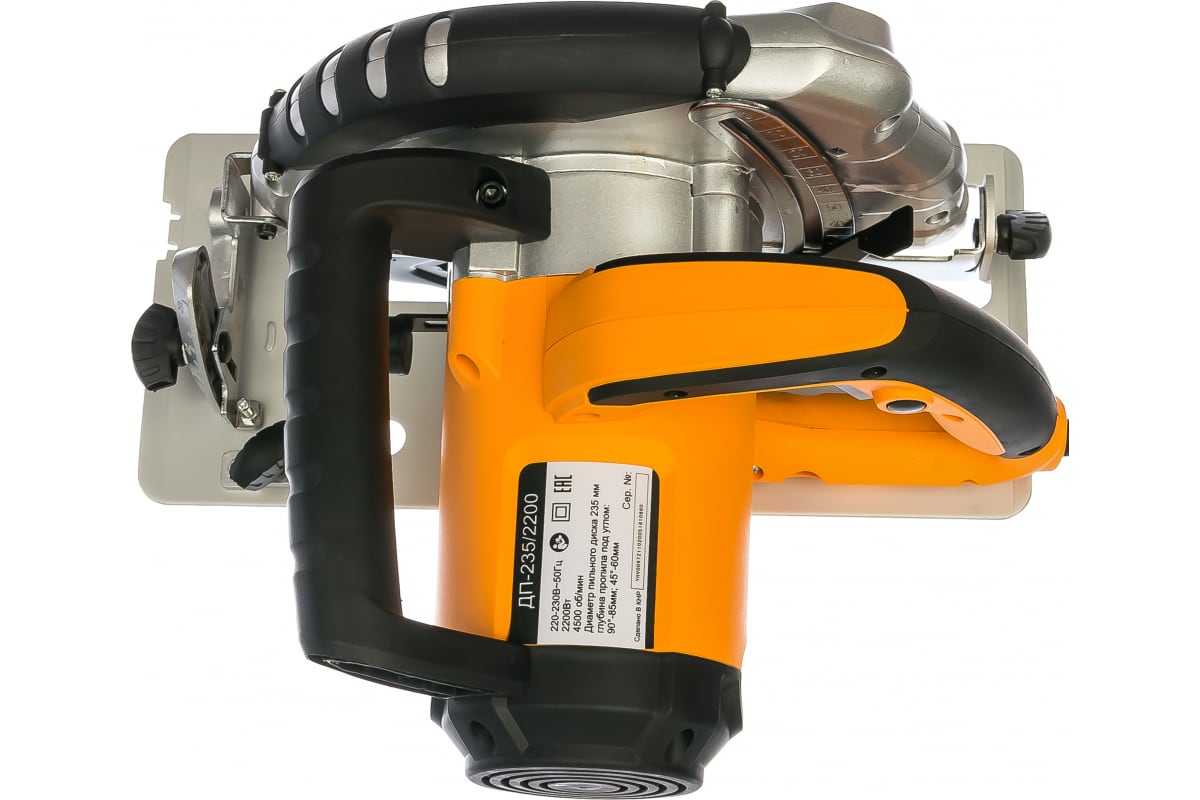 ДП-235/2200
EAC
220-230В~50Гц
2200Вт
4500 об/мин
Диаметр пильного диска 235 мм
глубина пропила под углом:
90°-85мм; 45°-60мм
Сер. №:
Сделано В КНР